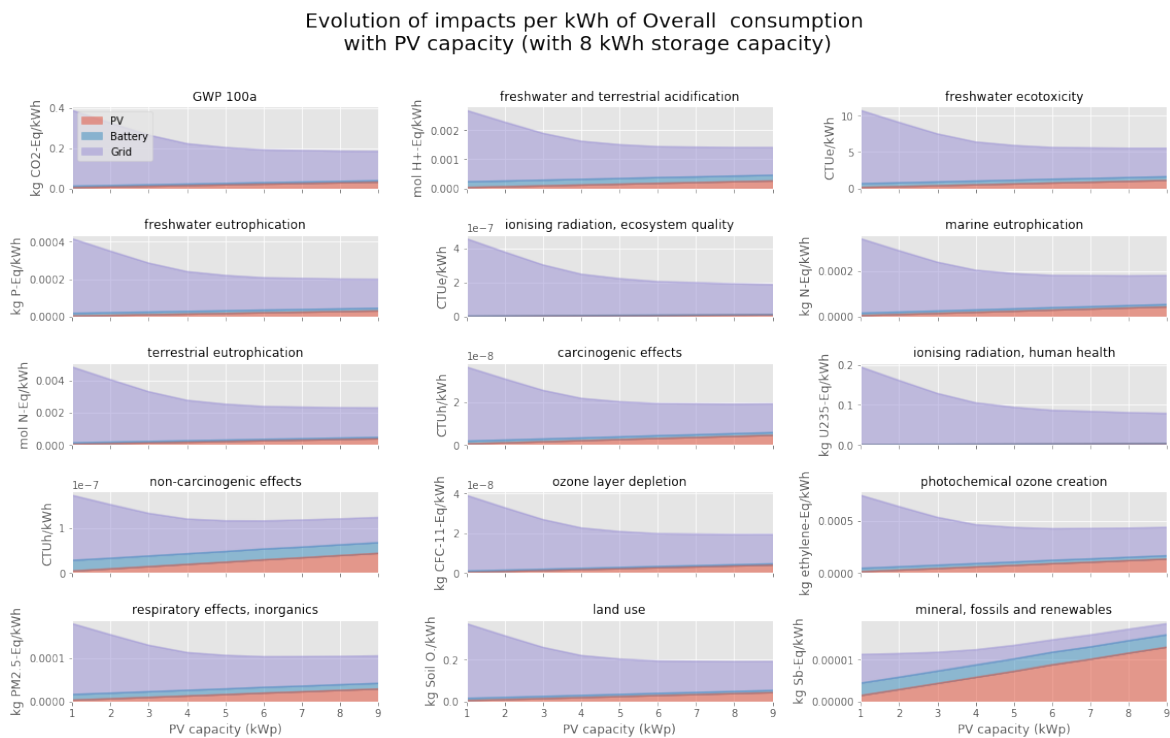 Evolution of impacts per kWh of Overall  consumption
with PV capacity (with 8 kWh storage capacity)
GWP 100a
kg CO2-Eq/kWh
0.4
0.2
0.0
PV
Battery
Grid
freshwater and terrestrial acidification
mol H+-Eq/kWh
0.002
0.001
0.000
freshwater ecotoxicity
CTUe/kWh
10
5
0
freshwater eutrophication
kg P-Eq/kWh
0.0004
0.0002
0.0000
ionising radiation, ecosystem quality
1e−7
CTUe/kWh
4
2
0
marine eutrophication
kg N-Eq/kWh
0.0002
0.0000
terrestrial eutrophication
mol N-Eq/kWh
0.004
0.002
0.000
carcinogenic effects
1e−8
CTUh/kWh
2
0
ionising radiation, human health
kg U235-Eq/kWh
0.2
0.1
0.0
non-carcinogenic effects
1e−7
CTUh/kWh
1
0
ozone layer depletion
1e−8
kg CFC-11-Eq/kWh
4
2
0
photochemical ozone creation
kg ethylene-Eq/kWh
0.0005
0.0000
respiratory effects, inorganics
kg PM2.5-Eq/kWh
0.0001
0.0000
1 2 3 4 5 6 7 8 9
PV capacity (kWp)
land use
kg Soil O./kWh
0.2
0.0
1 2 3 4 5 6 7 8 9
PV capacity (kWp)
mineral, fossils and renewables
kg Sb-Eq/kWh
0.00001
0.00000
1 2 3 4 5 6 7 8 9
PV capacity (kWp)